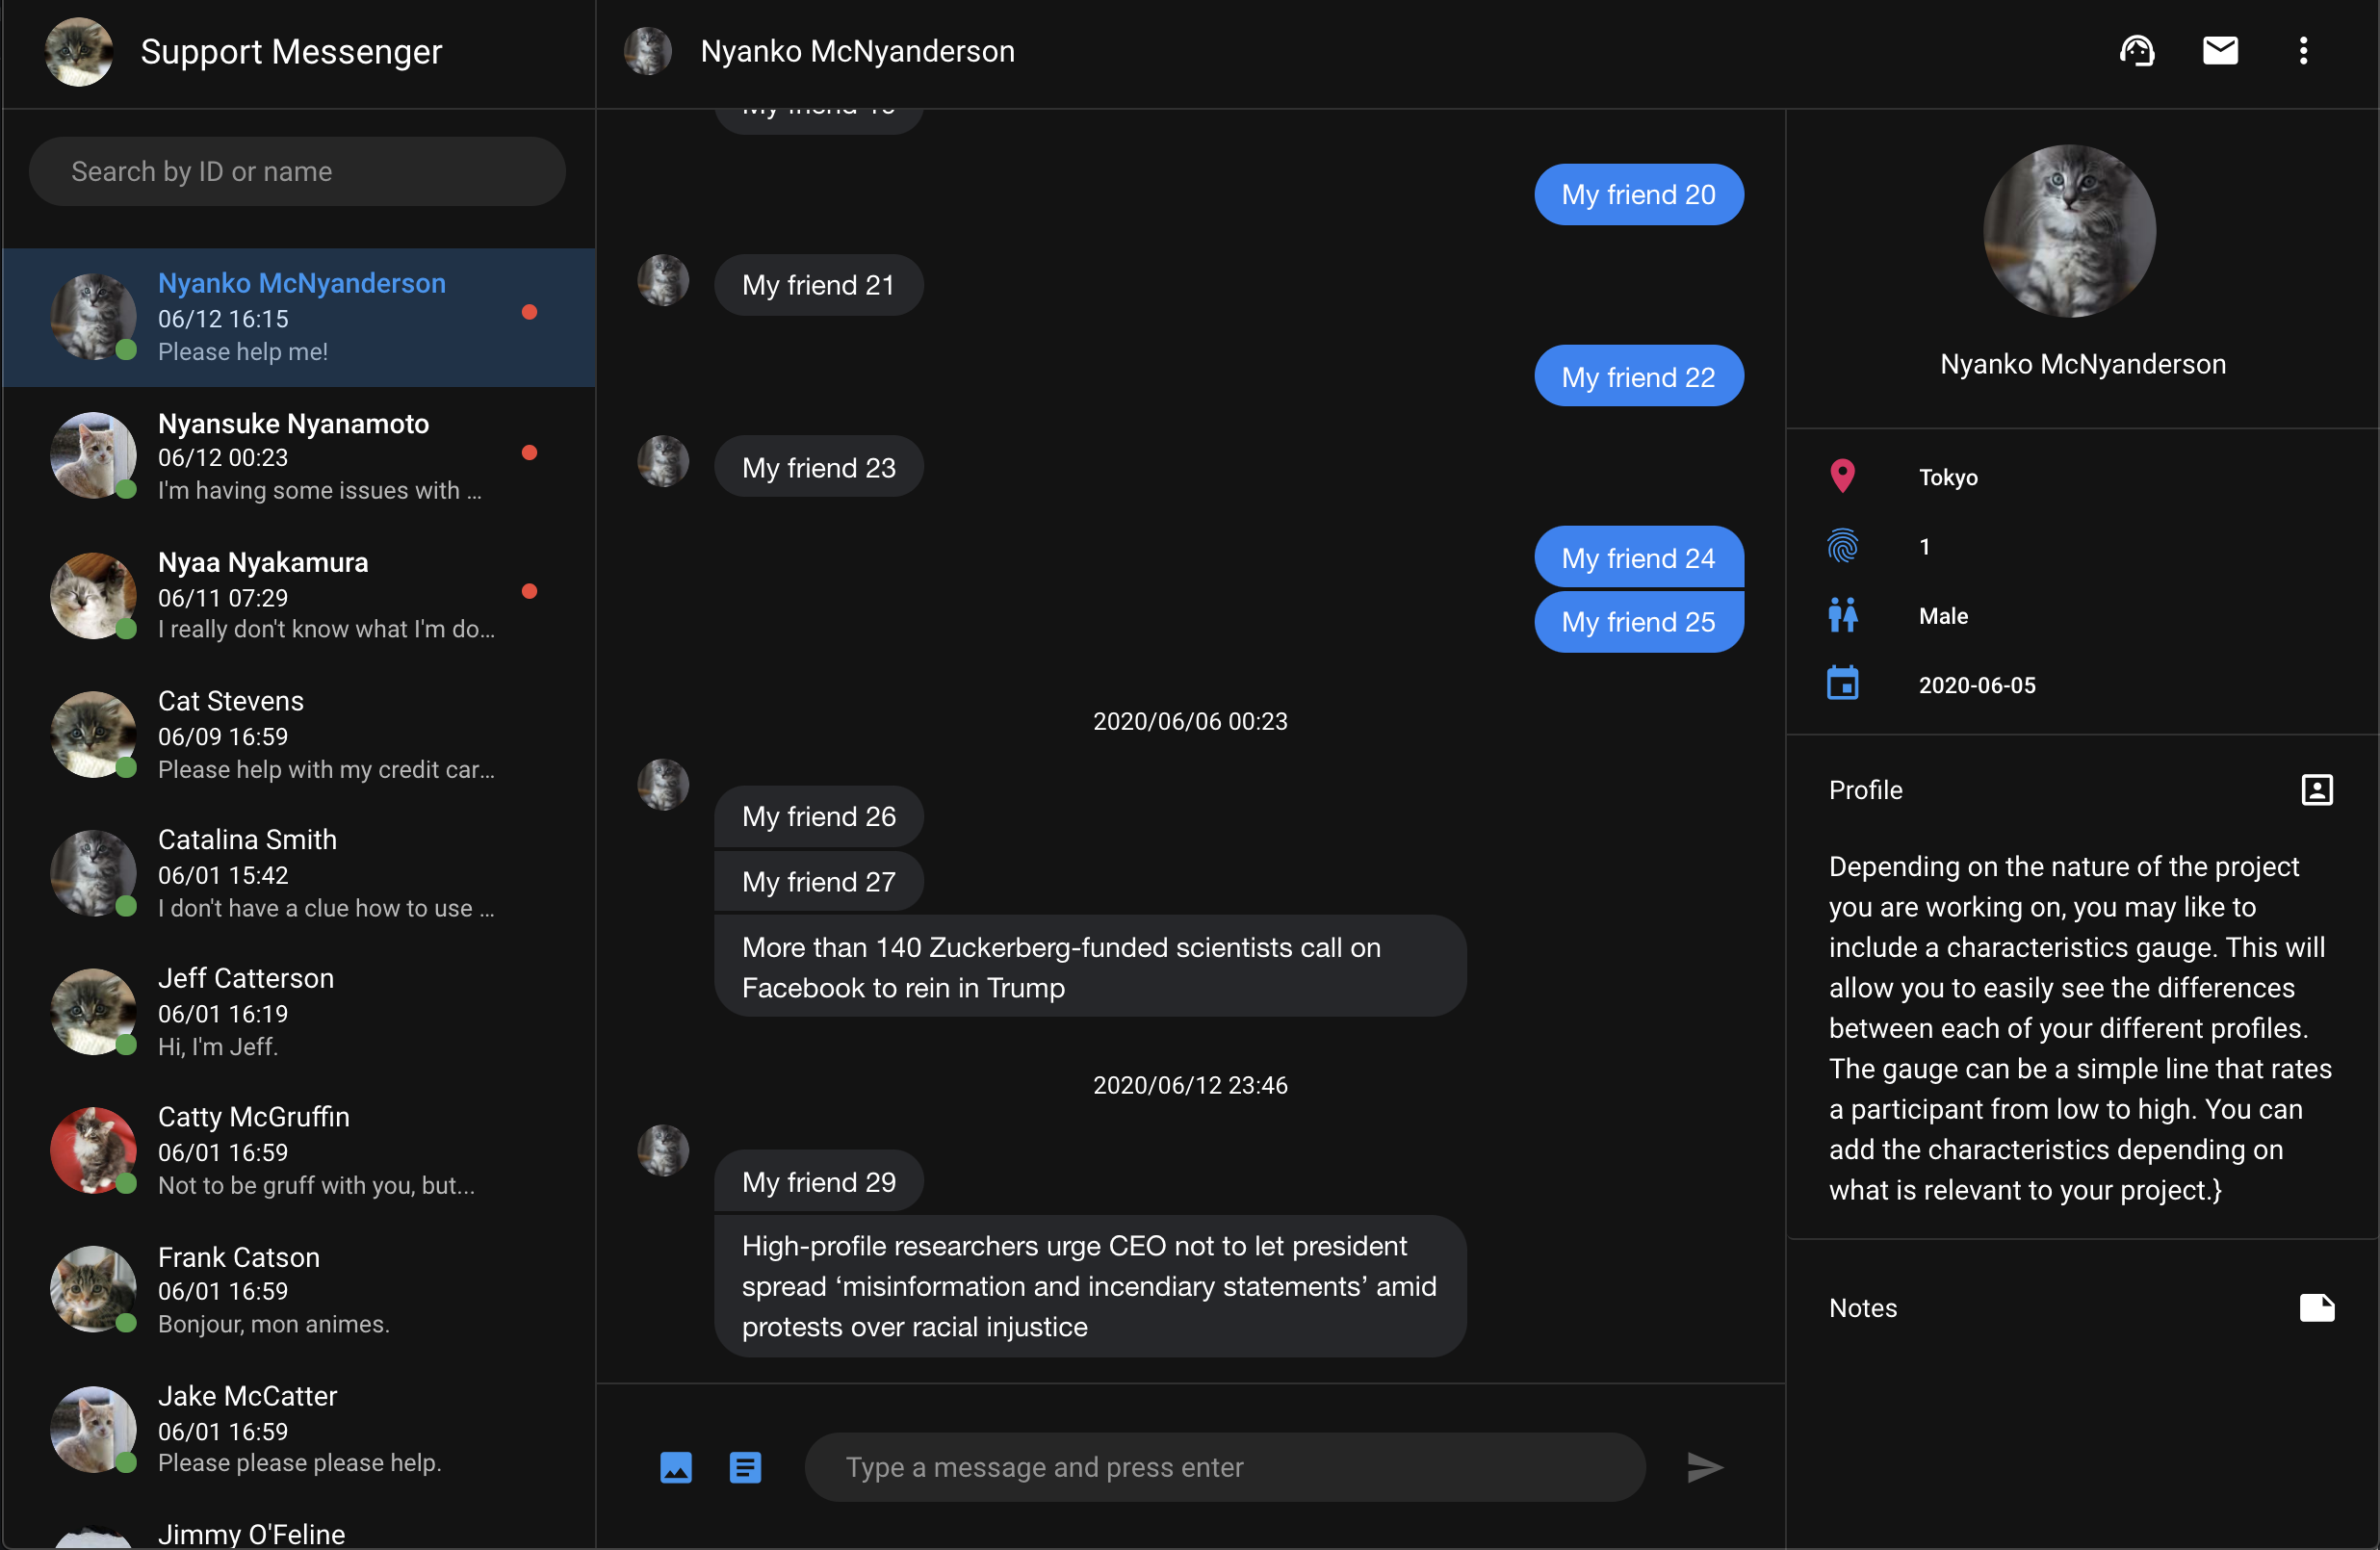 Support Messenger
Search by ID or name
Nyanko McNyanderson
06/12 16:15
Please help me!
Nyansuke Nyanamoto
06/12 00:23
I'm having some issues with ...
Nyaa Nyakamura
06/11 07:29
I really don't know what I'm do...
Cat Stevens
06/09 16:59
Please help with my credit car...
Catalina Smith
06/01 15:42
I don't have a clue how to use ...
Jeff Catterson
06/01 16:19
Hi, I'm Jeff.
Catty McGruffin
06/01 16:59
Not to be gruff with you, but...
Frank Catson
06/01 16:59
Bonjour, mon animes.
Jake McCatter
06/01 16:59
Please please please help.
Jimmy O'Feline
Nyanko McNyanderson
My friend 20
My friend 21
My friend 22
My friend 23
My friend 24
My friend 25
2020/06/06 00:23
My friend 26
My friend 27
More than 140 Zuckerberg-funded scientists call on
Facebook to rein in Trump
2020/06/12 23:46
My friend 29
High-profile researchers urge CEO not to let president
spread ‘misinformation and incendiary statements’ amid
protests over racial injustice
Type a message and press enter
Nyanko McNyanderson
Tokyo
1
Male
2020-06-05
Profile
Depending on the nature of the project
you are working on, you may like to
include a characteristics gauge. This will
allow you to easily see the differences
between each of your different profiles.
The gauge can be a simple line that rates
a participant from low to high. You can
add the characteristics depending on
what is relevant to your project.}
Notes